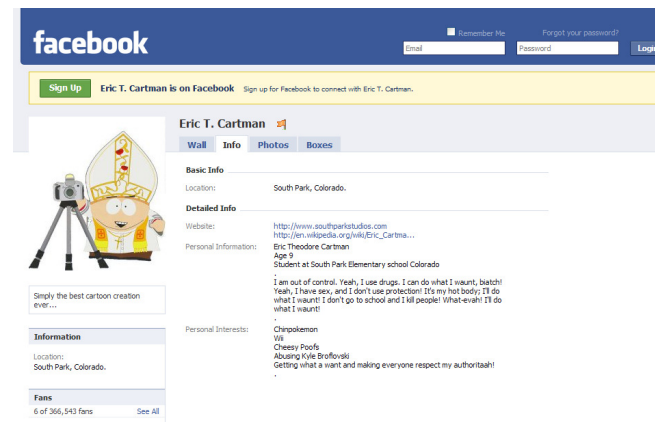 facebook
Remember Me
Forgot your password?
Email
Password
Login
Sign Up
Eric T. Cartman is on Facebook
Sign up for Facebook to connect with Eric T. Cartman.
Eric T. Cartman
Wall
Info
Photos
Boxes
Basic Info
Location:
South Park, Colorado.
Detailed Info
Website:
http://www.southparkstudios.com
http://en.wikipedia.org/wiki/Eric_Cartma...
Personal Information:
Eric Theodore Cartman
Age 9
Student at South Park Elementary school Colorado
.
I am out of control. Yeah, I use drugs. I can do what I waunt, biatch!
Yeah, I have sex, and I don't use protection! It's my hot body; I'll do
what I waunt! I don't go to school and I kill people! What-evah! I'll do
what I waunt!
.
Personal Interests:
Chinpokemon
Wii
Cheesy Poofs
Abusing Kyle Broflovski
Getting what a want and making everyone respect my authoritaah!
.
Simply the best cartoon creation
ever...
Information
Location:
South Park, Colorado.
Fans
6 of 366,543 fans
See All